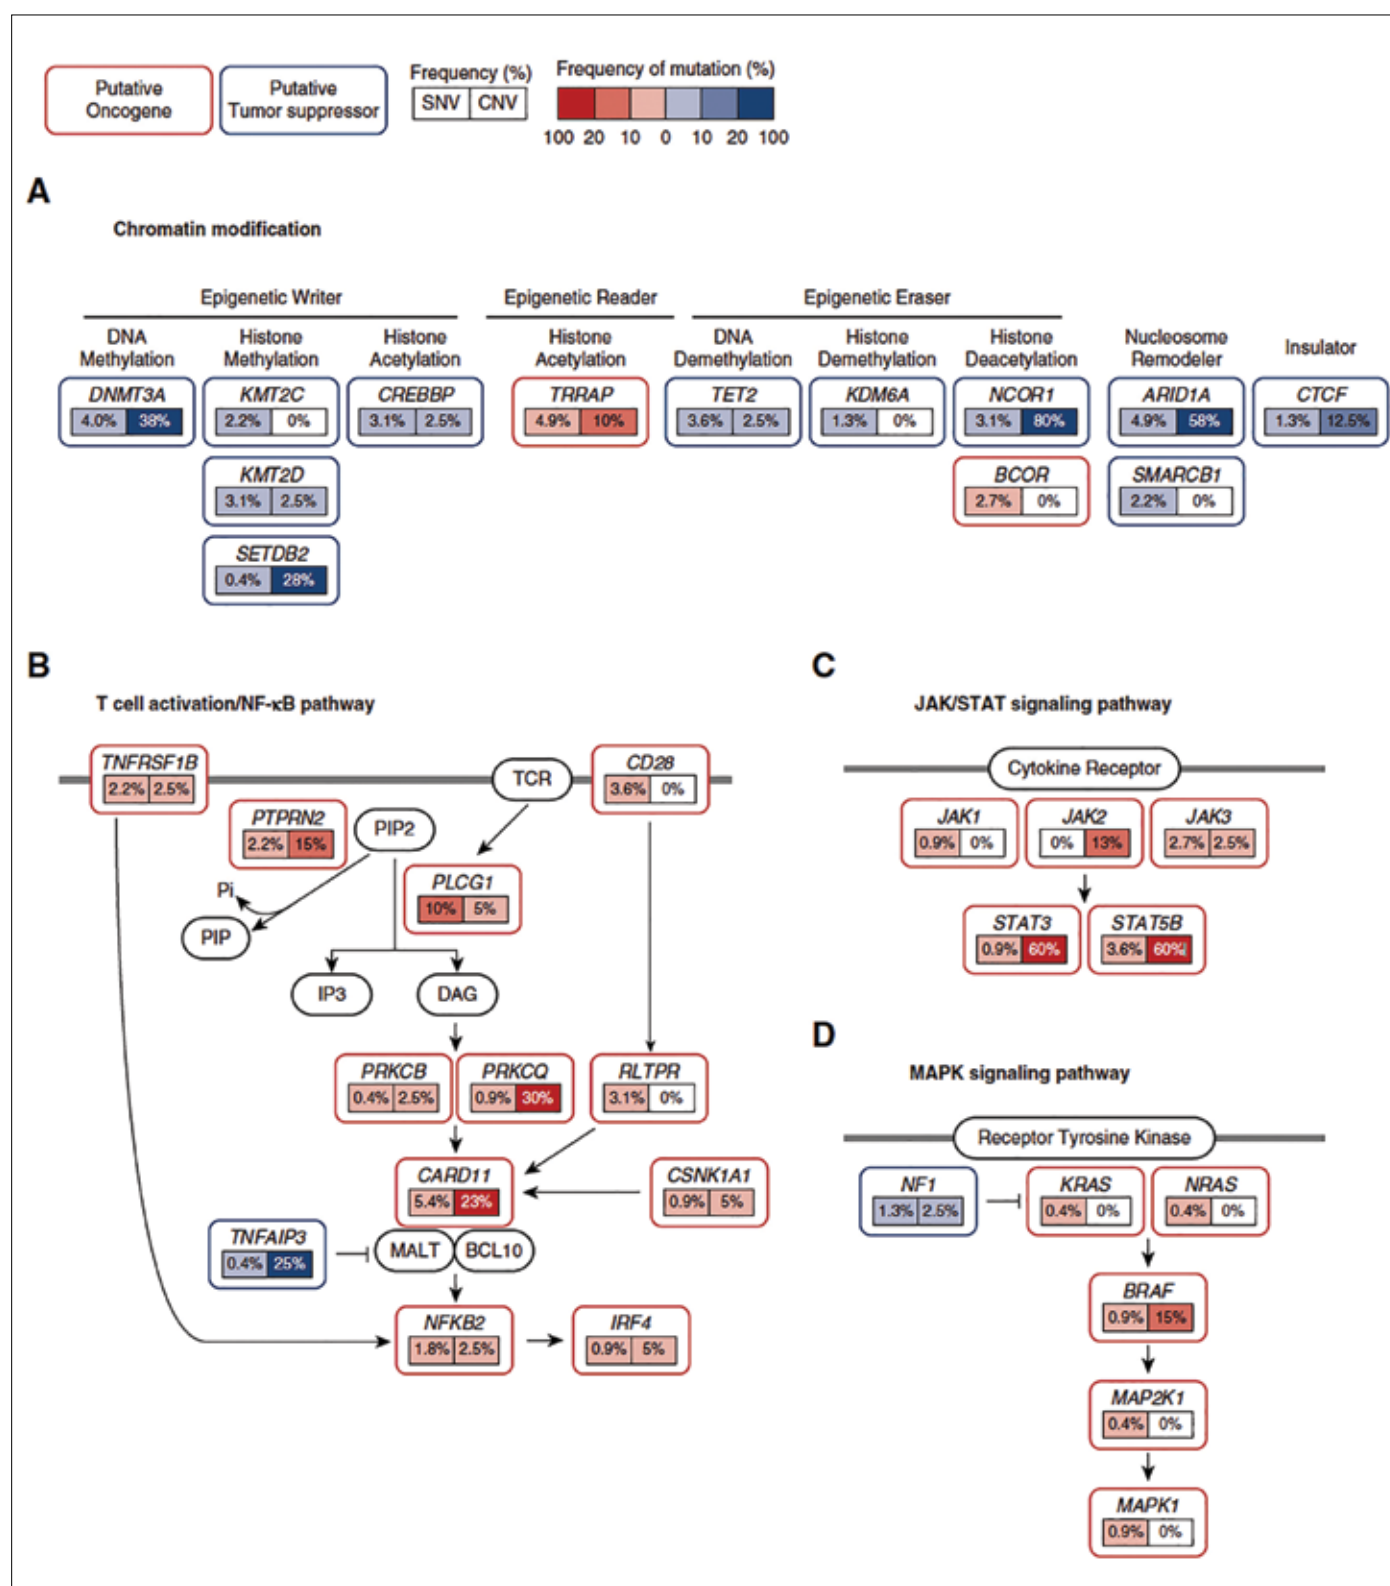 Putative
Oncogene
Putative
Tumor suppressor
Frequency (%)
SNV CNV
Frequency of mutation (%)
100 20 10 0 10 20 100
A
Chromatin modification
Epigenetic Writer Epigenetic Reader Epigenetic Eraser
DNA
Methylation
Histone
Methylation
Histone
Acetylation
Histone
Acetylation
DNA
Demethylation
Histone
Demethylation
Histone
Deacetylation
Nucleosome
Remodeler
Insulator
DNMT3A
4.0% 38%
KMT2C
2.2% 0%
CREBBP
3.1% 2.5%
TRRAP
4.9% 10%
TET2
3.6% 2.5%
KDM6A
1.3% 0%
NCOR1
3.1% 80%
ARID1A
4.9% 58%
CTCF
1.3% 12.5%
KMT2D
3.1% 2.5%
BCOR
2.7% 0%
SMARCB1
2.2% 0%
SETDB2
0.4% 28%
B
T cell activation/NF-κB pathway
TNFRSF1B
2.2% 2.5%
TCR
CD28
3.6% 0%
PTPRN2
2.2% 15%
PIP2
PLCG1
10% 5%
Pi
PIP
IP3
DAG
PRKCB
0.4% 2.5%
PRKCQ
0.9% 30%
RLTPR
3.1% 0%
CARD11
5.4% 23%
CSNK1A1
0.9% 5%
TNFAIP3
0.4% 25%
MALT
BCL10
NFKB2
1.8% 2.5%
IRF4
0.9% 5%
C
JAK/STAT signaling pathway
Cytokine Receptor
JAK1
0.9% 0%
JAK2
0% 13%
JAK3
2.7% 2.5%
STAT3
0.9% 60%
STAT5B
3.6% 60%
D
MAPK signaling pathway
Receptor Tyrosine Kinase
NF1
1.3% 2.5%
KRAS
0.4% 0%
NRAS
0.4% 0%
BRAF
0.9% 15%
MAP2K1
0.4% 0%
MAPK1
0.9% 0%